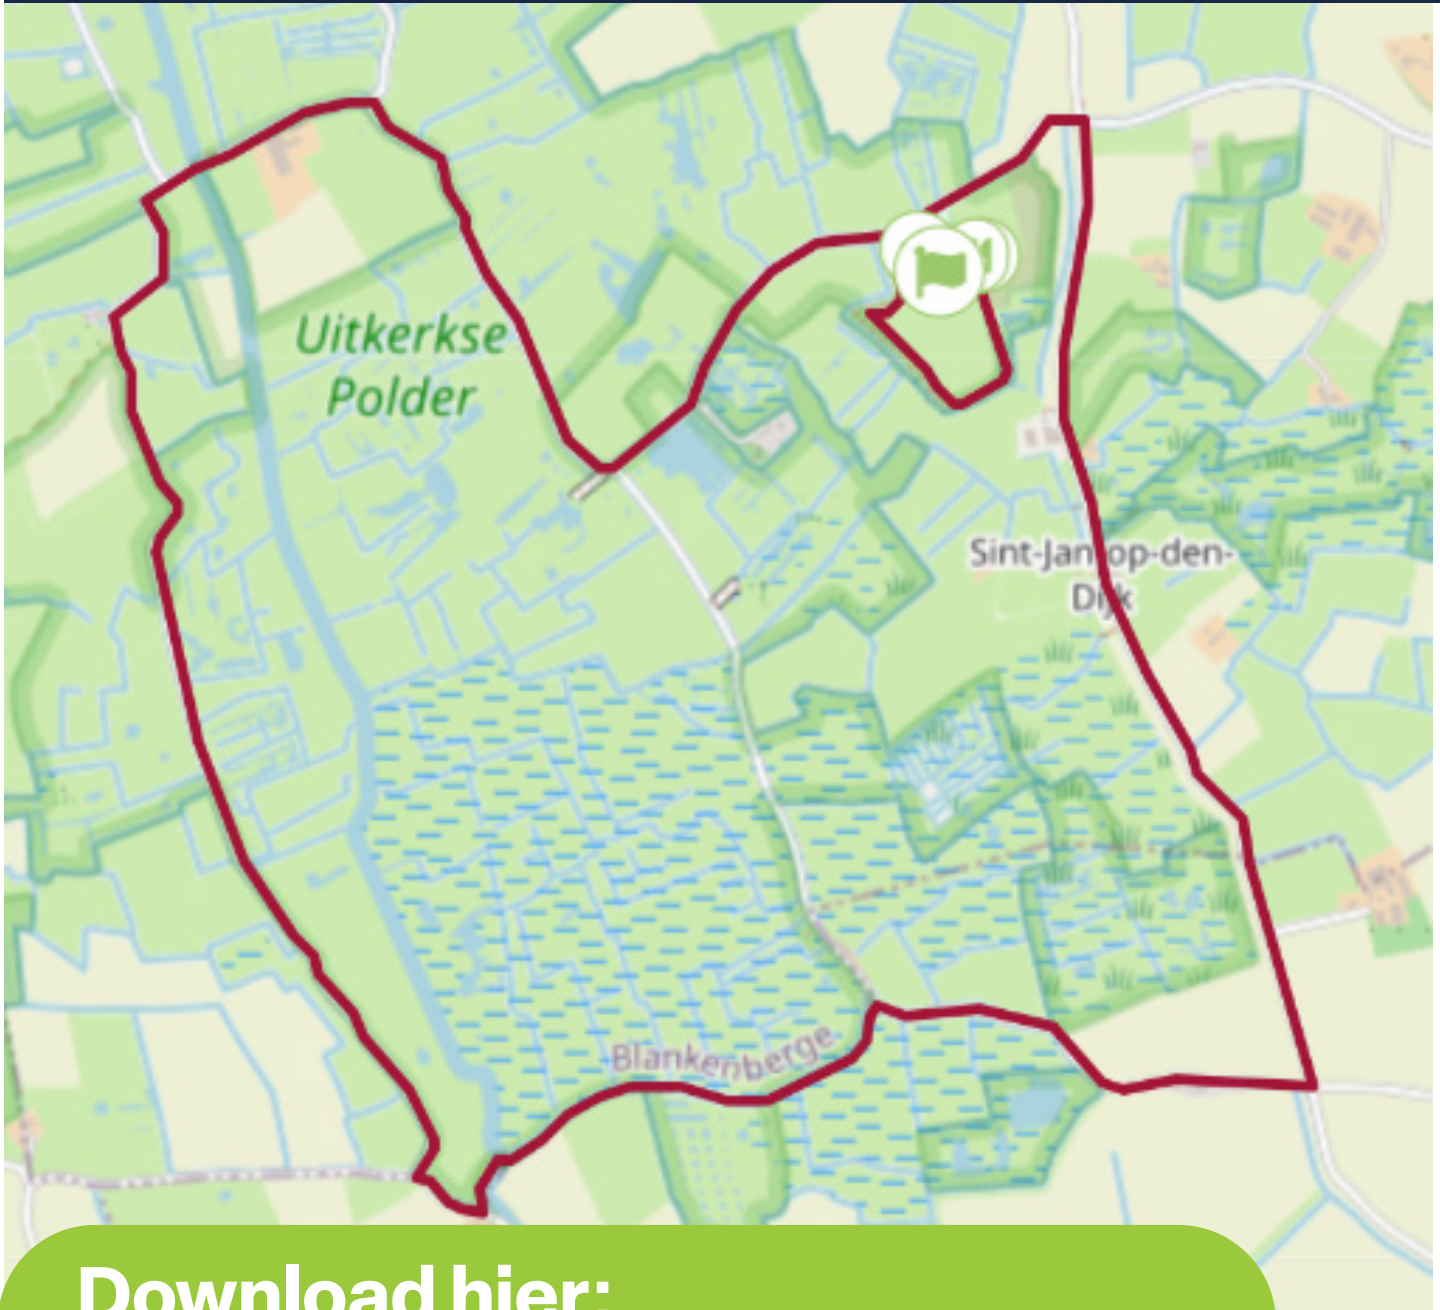 Uitkerkse
Polder
Sint-Jan-op-den-
Dijk
Blankenberge
Download hier: